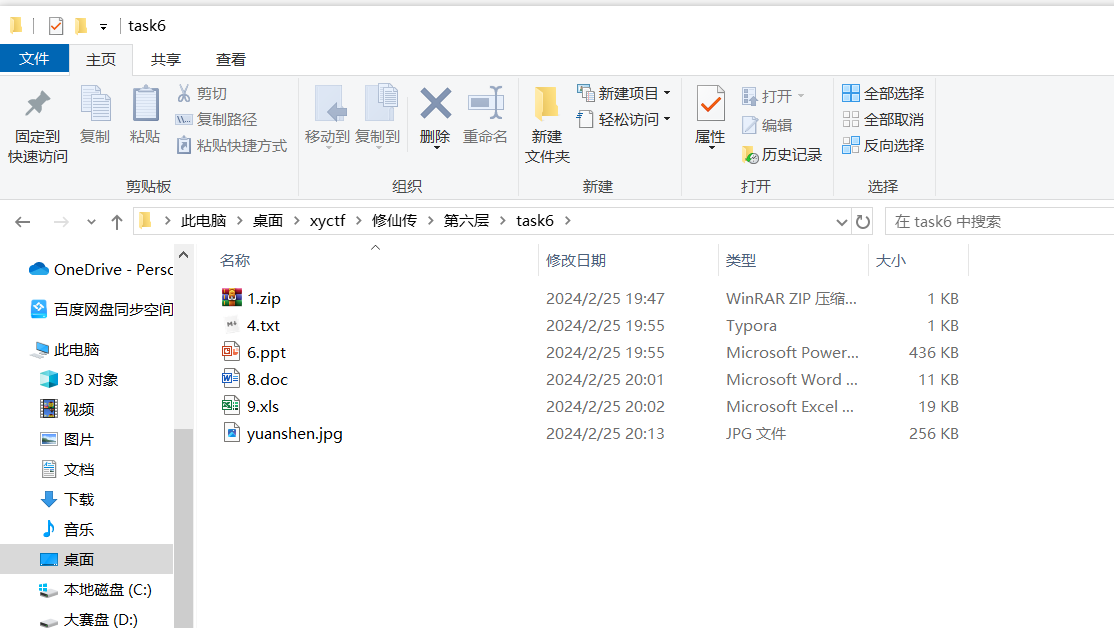 task6
文件 主页 共享 查看
固定到快速访问 复制 粘贴 剪切 复制路径 粘贴快捷方式 移动到 复制到 删除 重命名 新建文件夹 新建项目 轻松访问 属性 打开 编辑 历史记录 全部选择 全部取消 反向选择
剪贴板 组织 新建 打开 选择
此电脑 桌面 xyctf 修仙传 第六层 task6 在 task6 中搜索
名称 修改日期 类型 大小
1.zip 2024/2/25 19:47 WinRAR ZIP 压缩... 1 KB
4.txt 2024/2/25 19:55 Typora 1 KB
6.ppt 2024/2/25 19:55 Microsoft Power... 436 KB
8.doc 2024/2/25 20:01 Microsoft Word ... 11 KB
9.xls 2024/2/25 20:02 Microsoft Excel ... 19 KB
yuanshen.jpg 2024/2/25 20:13 JPG 文件 256 KB
OneDrive - Persc
百度网盘同步空间
此电脑
3D 对象
视频
图片
文档
下载
音乐
桌面
本地磁盘 (C:)
大赛盘 (D:)